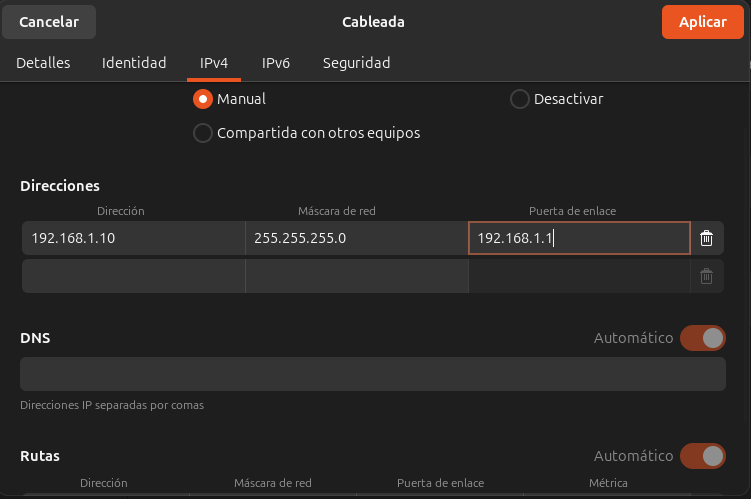 Cancelar Cableada Aplicar
Detalles Identidad IPv4 IPv6 Seguridad
Manual Desactivar
Compartida con otros equipos
Direcciones
Dirección Máscara de red Puerta de enlace
192.168.1.10 255.255.255.0 192.168.1.1
DNS Automático
Direcciones IP separadas por comas
Rutas Automático
Dirección Máscara de red Puerta de enlace Métrica